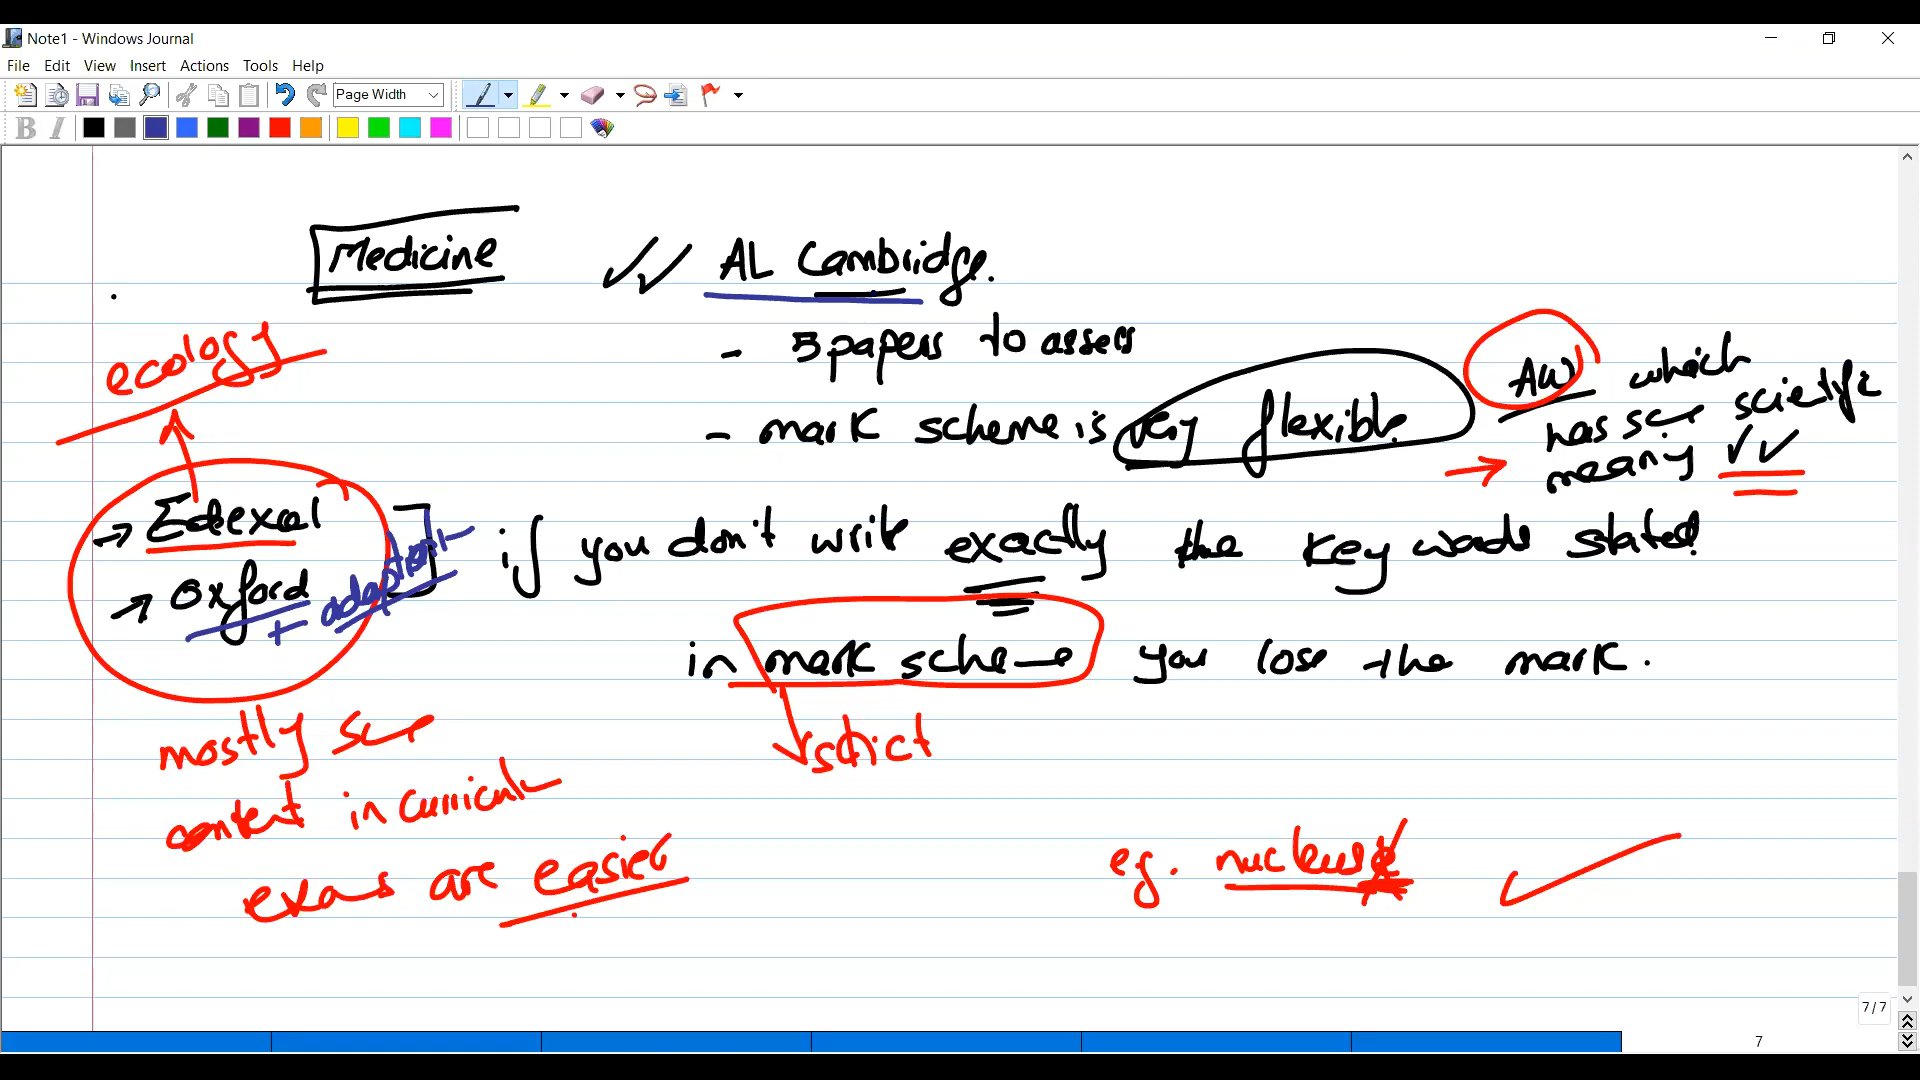 Note1 - Windows Journal
File Edit View Insert Actions Tools Help
Page Width
B I
Medicine AL Cambridge.
- 5 papers to assess
ecology
- mark scheme is very flexible
AW which
has same
meaning
→ Edexcel
→ Oxford + adaption
if you don't write exactly the key words stated
in mark scheme you lose the mark.
strict
mostly same
content in
exams are easier
eg. nucleus
7/7
7